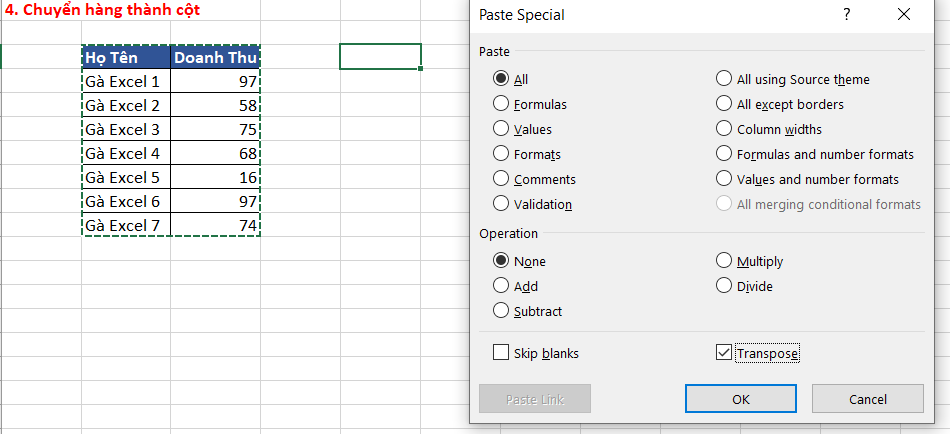 4. Chuyển hàng thành cột
Họ Tên Doanh Thu
Gà Excel 1 97
Gà Excel 2 58
Gà Excel 3 75
Gà Excel 4 68
Gà Excel 5 16
Gà Excel 6 97
Gà Excel 7 74
Paste Special
?
Paste
All
Formulas
Values
Formats
Comments
Validation
All using Source theme
All except borders
Column widths
Formulas and number formats
Values and number formats
All merging conditional formats
Operation
None
Add
Subtract
Multiply
Divide
Skip blanks
Transpose
Paste Link
OK
Cancel